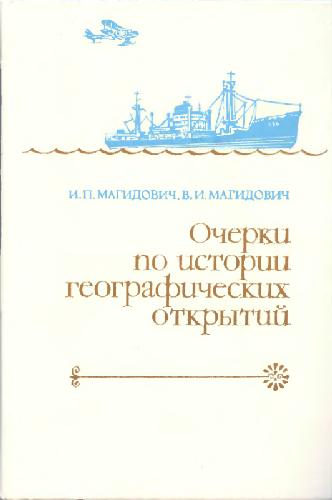 И.П. МАГИДОВИЧ, В.И. МАГИДОВИЧ
Очерки
по истории
географических
открытий